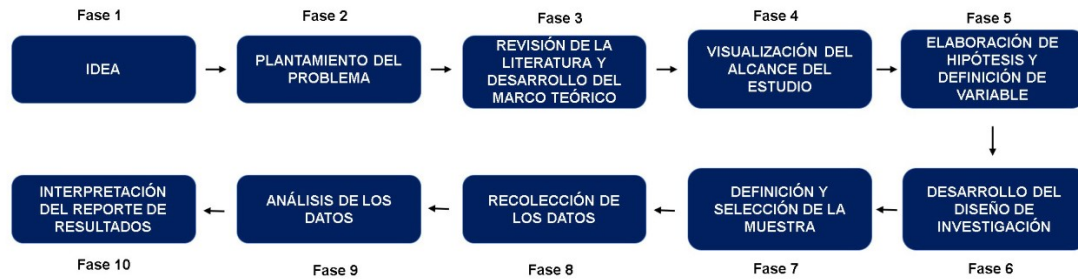 Fase 1
Fase 2
Fase 3
Fase 4
Fase 5
IDEA
PLANTAMIENTO DEL
PROBLEMA
REVISIÓN DE LA
LITERATURA Y
DESARROLLO DEL
MARCO TEÓRICO
VISUALIZACIÓN DEL
ALCANCE DEL
ESTUDIO
ELABORACIÓN DE
HIPÓTESIS Y
DEFINICIÓN DE
VARIABLE
DESARROLLO DEL
DISEÑO DE
INVESTIGACIÓN
DEFINICIÓN Y
SELECCIÓN DE LA
MUESTRA
RECOLECCIÓN DE
LOS DATOS
ANÁLISIS DE LOS
DATOS
INTERPRETACIÓN
DEL REPORTE DE
RESULTADOS
Fase 10
Fase 9
Fase 8
Fase 7
Fase 6